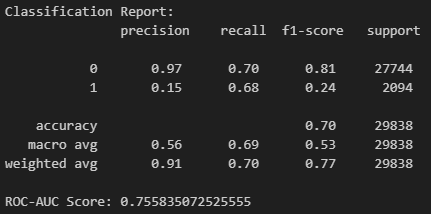 Classification Report:
precision recall f1-score support
0 0.97 0.70 0.81 27744
1 0.15 0.68 0.24 2094
accuracy 0.70 29838
macro avg 0.56 0.69 0.53 29838
weighted avg 0.91 0.70 0.77 29838
ROC-AUC Score: 0.755835072525555